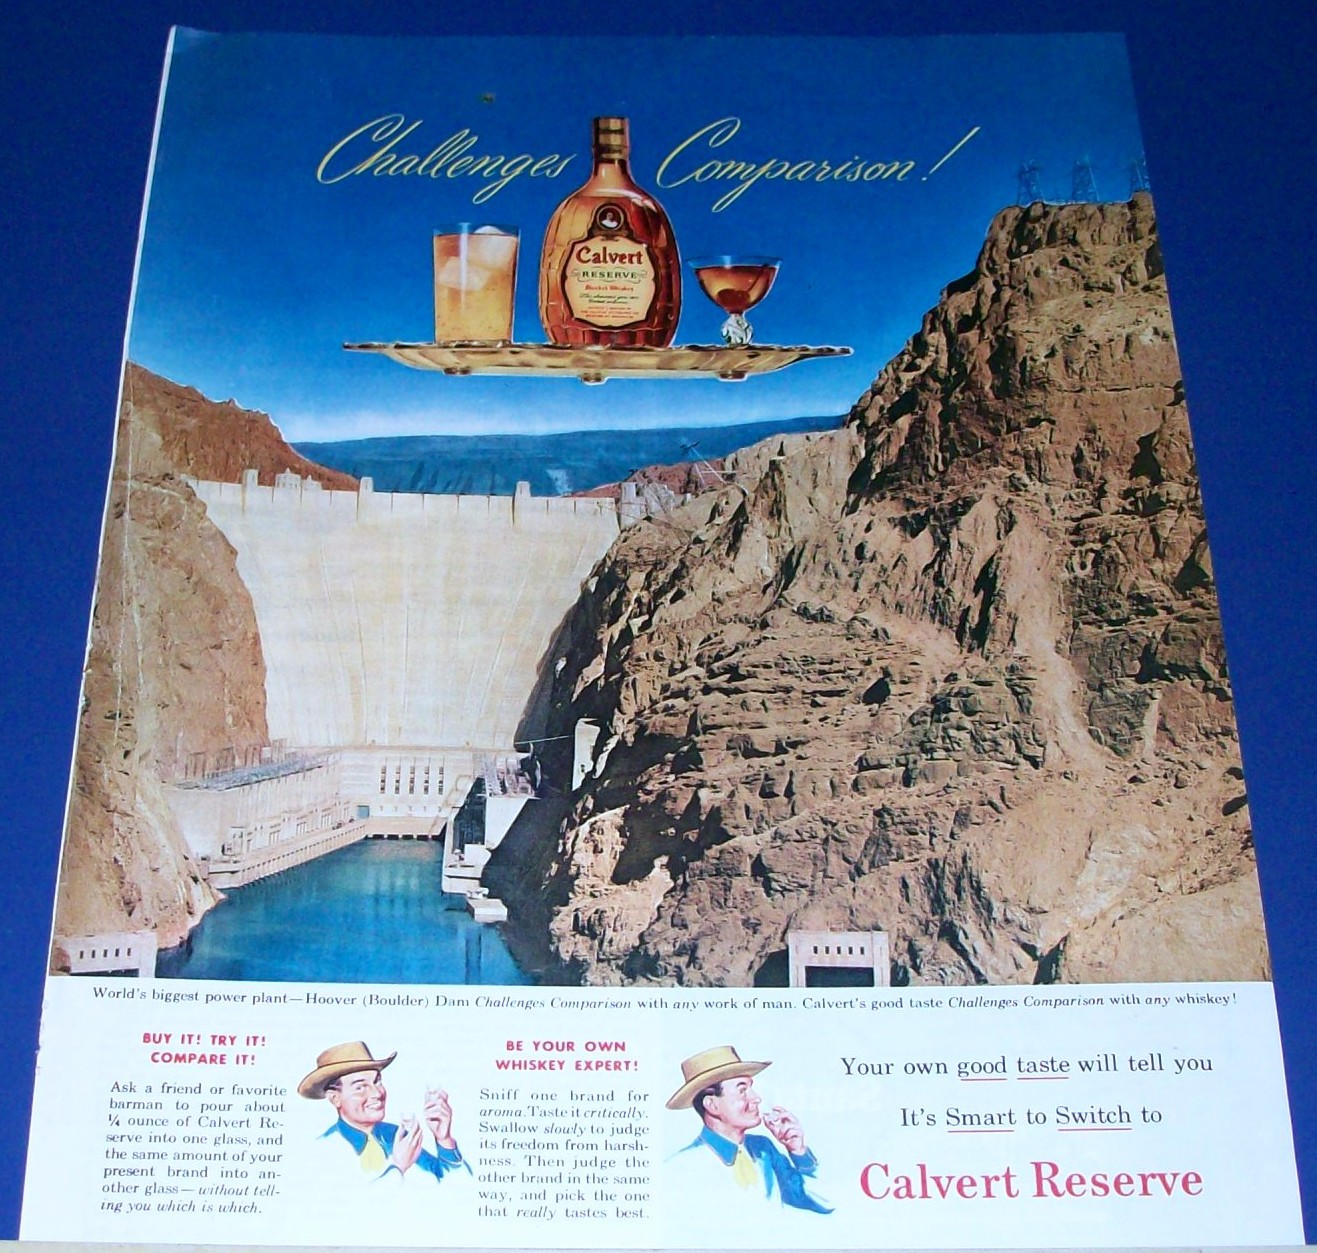 Challenges Comparison!
Calvert
RESERVE
Blended Whiskey
World's biggest power plant—Hoover (Boulder) Dam Challenges Comparison with any work of man. Calvert's good taste Challenges Comparison with any whiskey!
BUY IT! TRY IT!
COMPARE IT!
Ask a friend or favorite
barman to pour about
¼ ounce of Calvert Re-
serve into one glass, and
the same amount of your
present brand into an-
other glass—without tell-
ing you which is which.
BE YOUR OWN
WHISKEY EXPERT!
Sniff one brand for
aroma. Taste it critically.
Swallow slowly to judge
its freedom from harsh-
ness. Then judge the
other brand in the same
way, and pick the one
that really tastes best.
Your own good taste will tell you
It's Smart to Switch to
Calvert Reserve